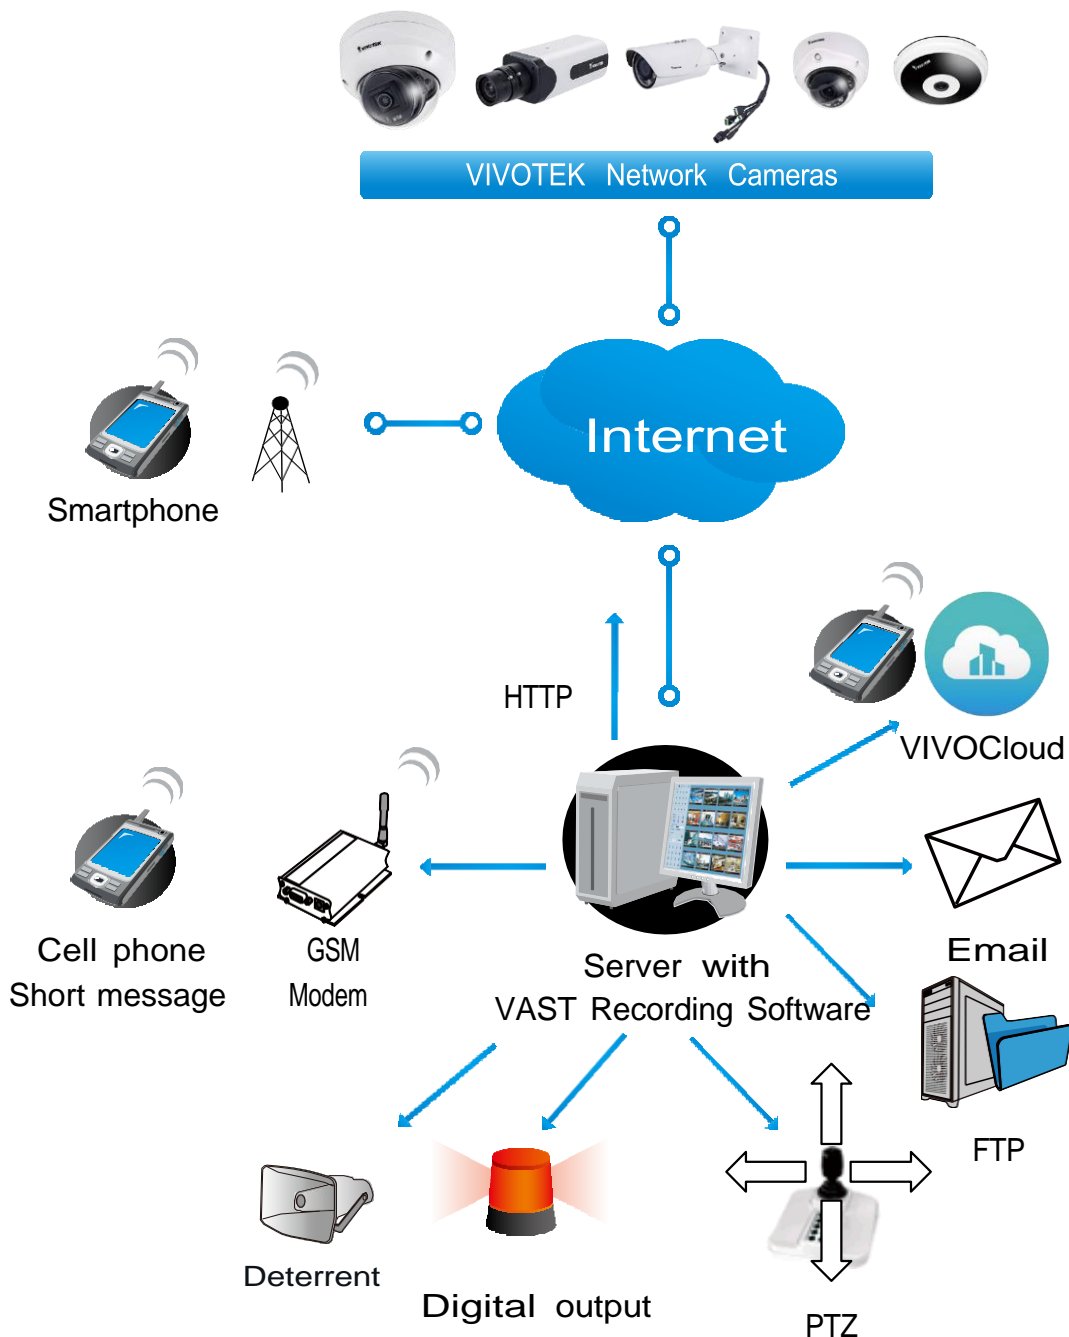 VIVOTEK Network Cameras
Internet
Smartphone
HTTP
VIVOCloud
Cell phone
Short message
GSM
Modem
Server with
VAST Recording Software
Email
FTP
Deterrent
Digital output
PTZ